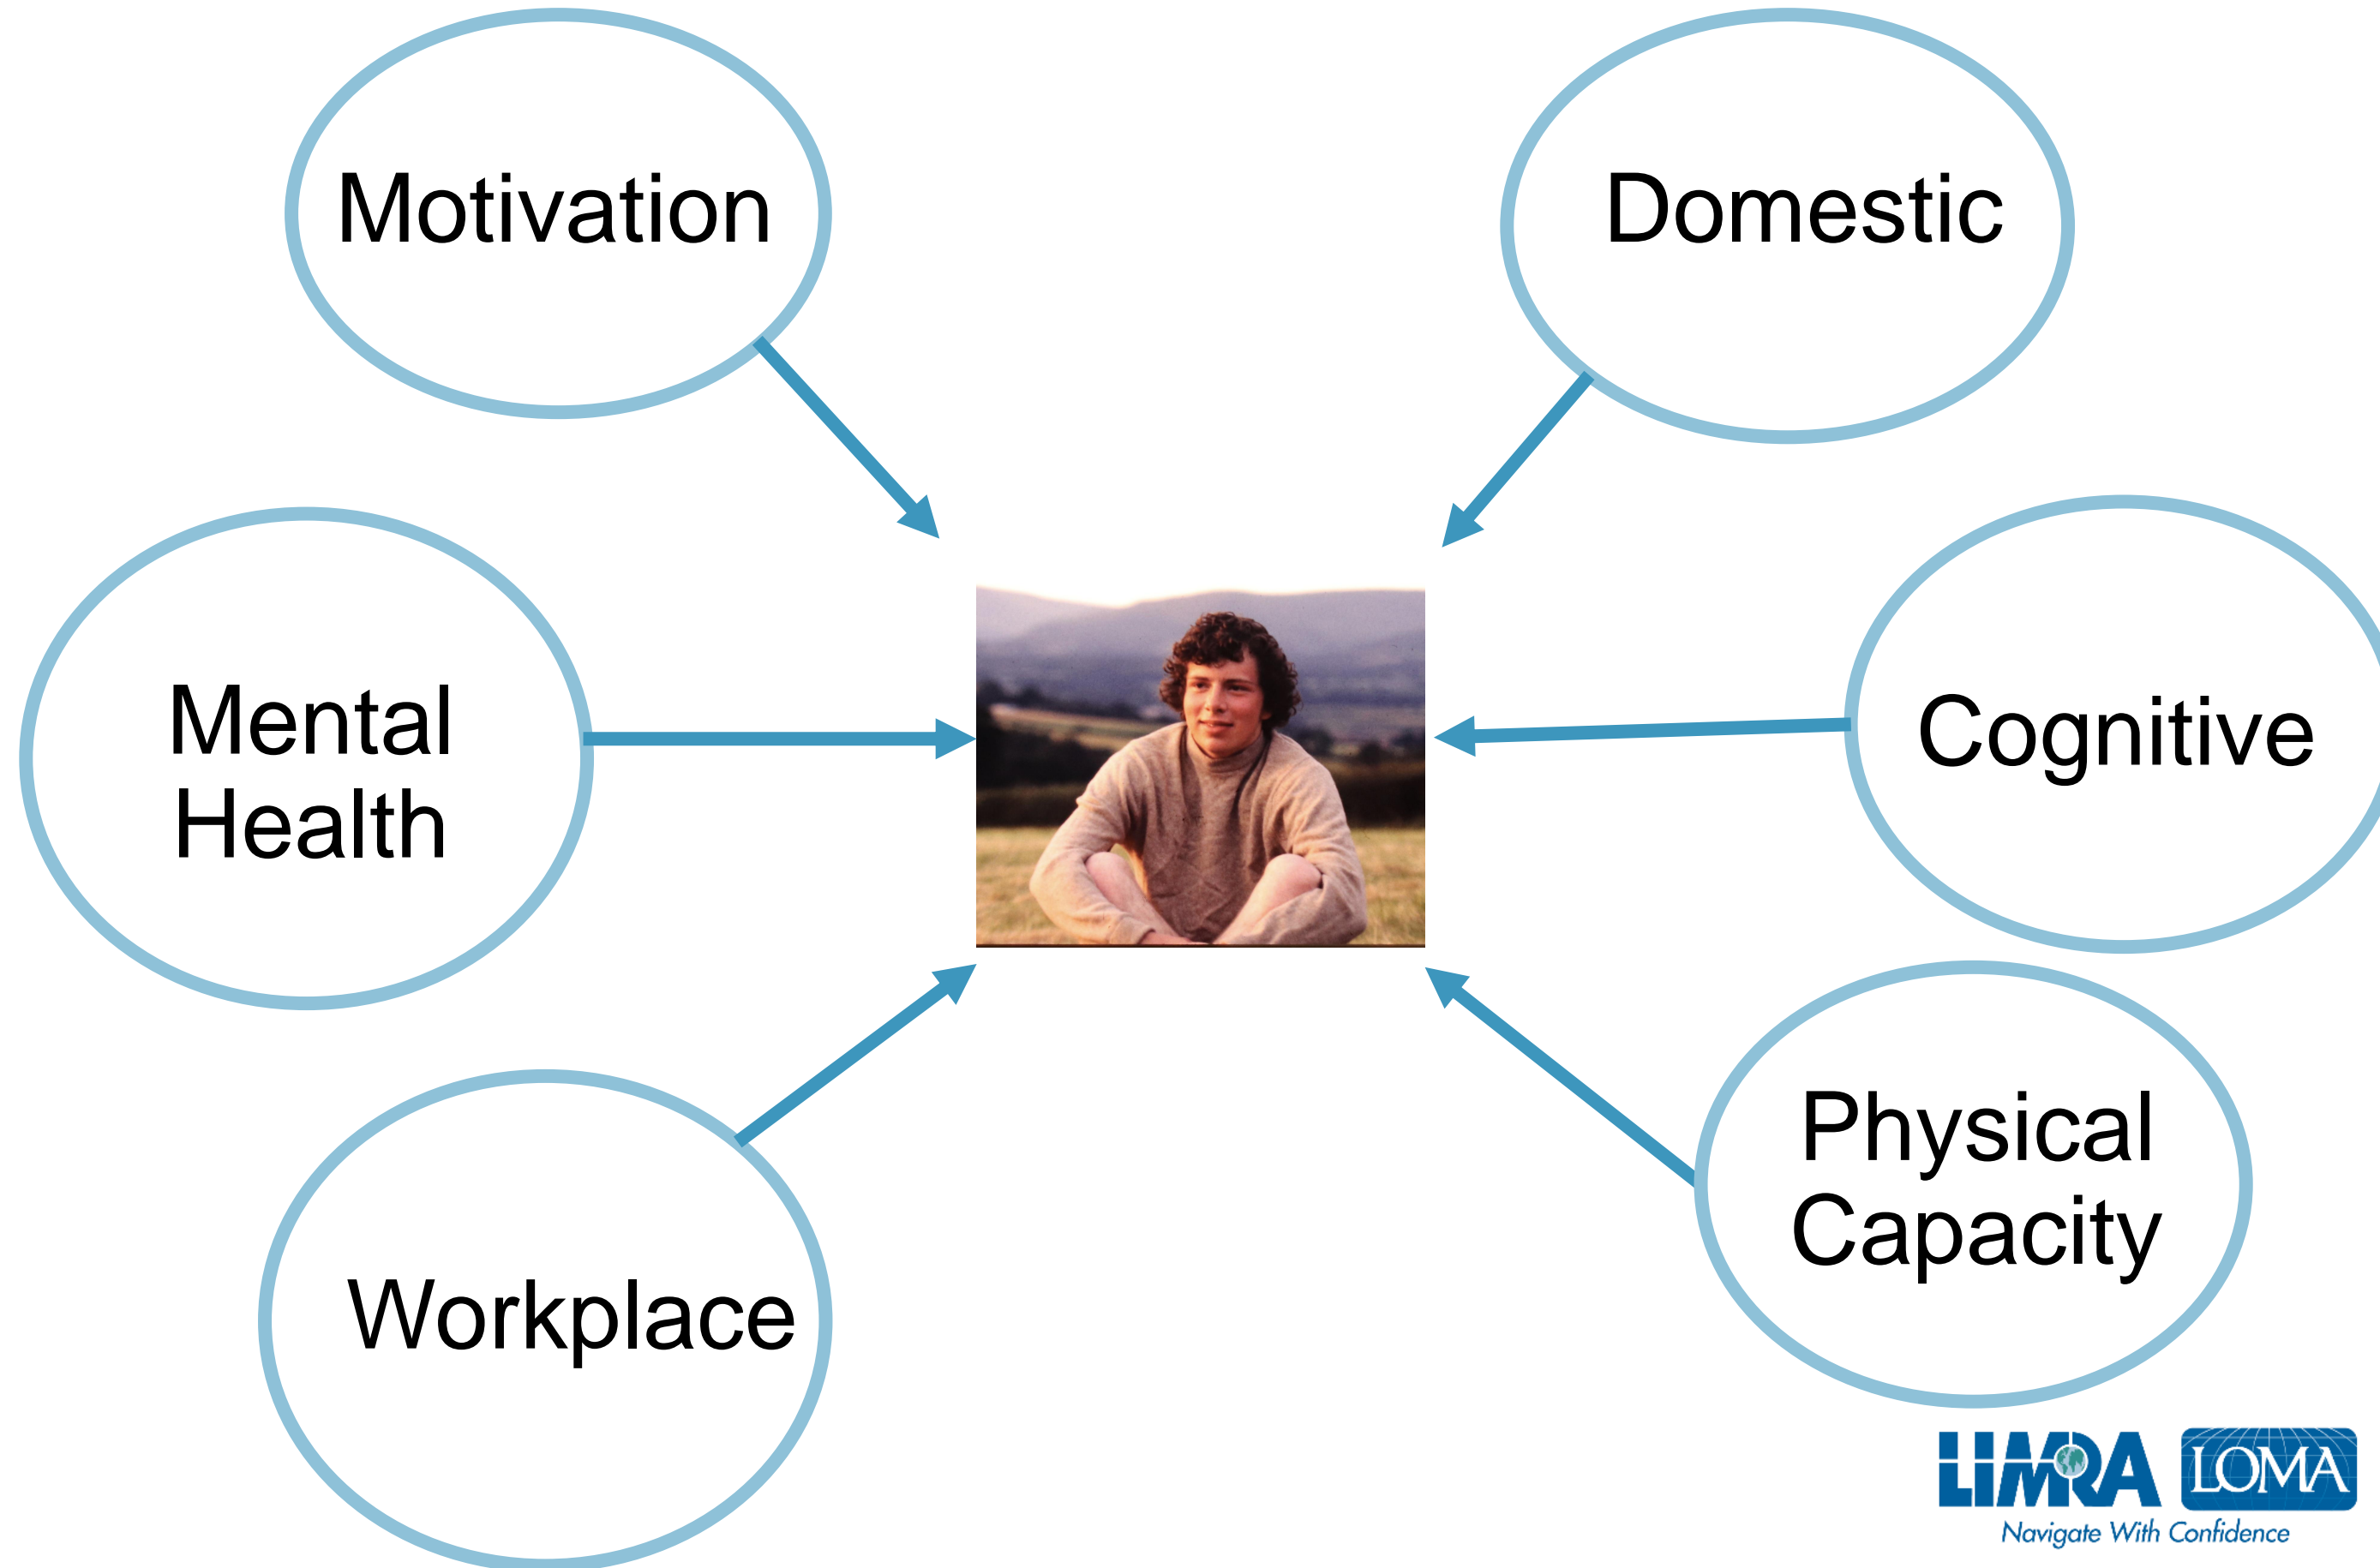 Motivation
Domestic
Mental
Health
Cognitive
Physical
Capacity
Workplace
LIMRA
LOMA
Navigate With Confidence